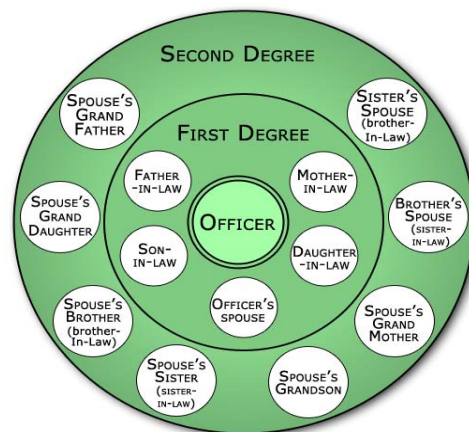 SECOND DEGREE
SPOUSE'S
GRAND
FATHER
SISTER'S
SPOUSE
(brother-
In-Law)
FIRST DEGREE
FATHER
-IN-LAW
MOTHER-
IN-LAW
SPOUSE'S
GRAND
DAUGHTER
OFFICER
BROTHER'S
SPOUSE
(SISTER-
IN-LAW)
SON-
IN-LAW
DAUGHTER
-IN-LAW
OFFICER'S
SPOUSE
SPOUSE'S
BROTHER
(brother-
In-Law)
SPOUSE'S
GRAND
MOTHER
SPOUSE'S
SISTER
(SISTER-
IN-LAW)
SPOUSE'S
GRANDSON